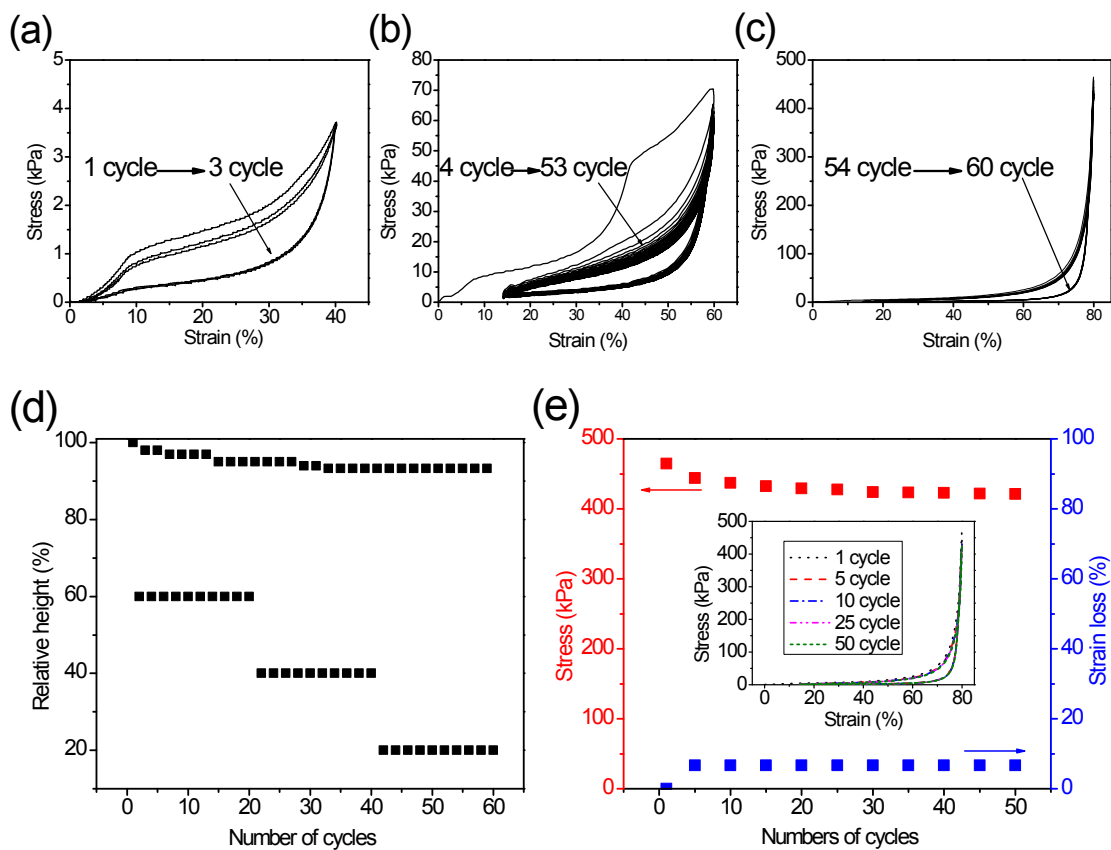 (a)
5
4
3
2
1
0
Stress (kPa)
1 cycle
3 cycle
0 10 20 30 40
Strain (%)
(b)
80
70
60
50
40
30
20
10
0
Stress (kPa)
4 cycle
53 cycle
0 10 20 30 40 50 60
Strain (%)
(c)
500
400
300
200
100
0
Stress (kPa)
54 cycle
60 cycle
0 20 40 60 80
Strain (%)
(d)
100
80
60
40
20
Relative height (%)
0 10 20 30 40 50 60
Number of cycles
(e)
500
400
300
200
100
0
Stress (kPa)
100
80
60
40
20
0
Strain loss (%)
500
400
300
200
100
0
Stress (kPa)
1 cycle
5 cycle
10 cycle
25 cycle
50 cycle
0 20 40 60 80
Strain (%)
0 10 20 30 40 50
Numbers of cycles